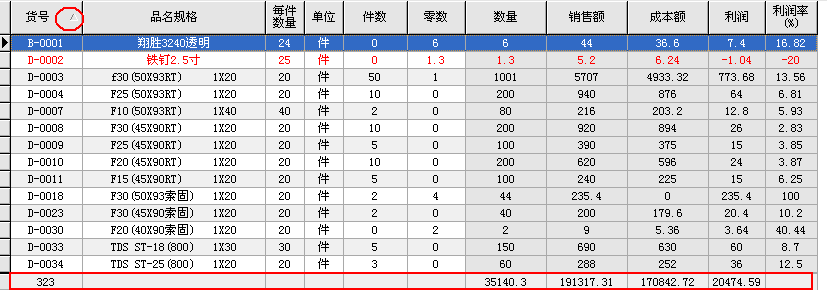 货号 / 品名规格 每件数量 单位 件数 零数 数量 销售额 成本额 利润 利润率(%)
B-0001 翔胜3240透明 24 件 0 6 6 44 36.6 7.4 16.82
D-0002 铁钉2.5寸 25 件 0 1.3 1.3 5.2 6.24 -1.04 -20
D-0003 £30(50X93RT) 1X20 20 件 50 1 1001 5707 4933.32 773.68 13.56
D-0004 F25(50X93RT) 1X20 20 件 10 0 200 940 876 64 6.81
D-0007 F10(50X93RT) 1X40 40 件 2 0 80 216 203.2 12.8 5.93
D-0008 F30(45X90RT) 1X20 20 件 10 0 200 920 894 26 2.83
D-0009 F25(45X90RT) 1X20 20 件 5 0 100 390 375 15 3.85
D-0010 F20(45X90RT) 1X20 20 件 10 0 200 620 596 24 3.87
D-0011 F15(45X90RT) 1X20 20 件 5 0 100 240 225 15 6.25
D-0018 F30(50X93索固) 1X20 20 件 2 4 44 235.4 0 235.4 100
D-0023 F30(45X90索固) 1X20 20 件 2 0 40 200 179.6 20.4 10.2
D-0030 F20(40X90索固) 1X20 20 件 0 2 2 9 5.36 3.64 40.44
D-0033 TDS ST-18(800) 1X30 30 件 5 0 150 690 630 60 8.7
D-0034 TDS ST-25(800) 1X20 20 件 3 0 60 288 252 36 12.5
323 35140.3 191317.31 170842.72 20474.59